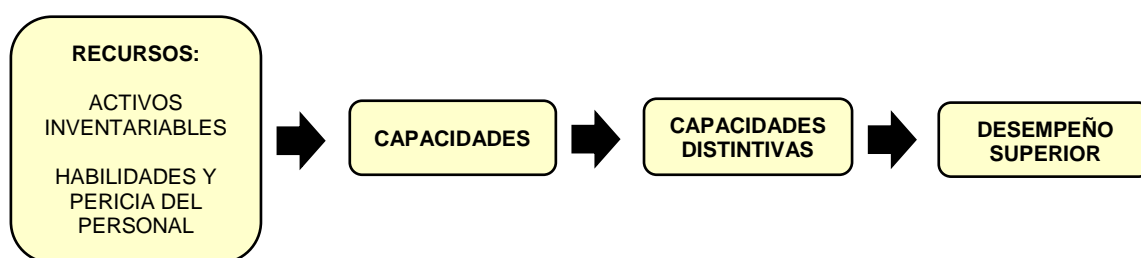 RECURSOS:
ACTIVOS
INVENTARIABLES
HABILIDADES Y
PERICIA DEL
PERSONAL
CAPACIDADES
CAPACIDADES
DISTINTIVAS
DESEMPEÑO
SUPERIOR